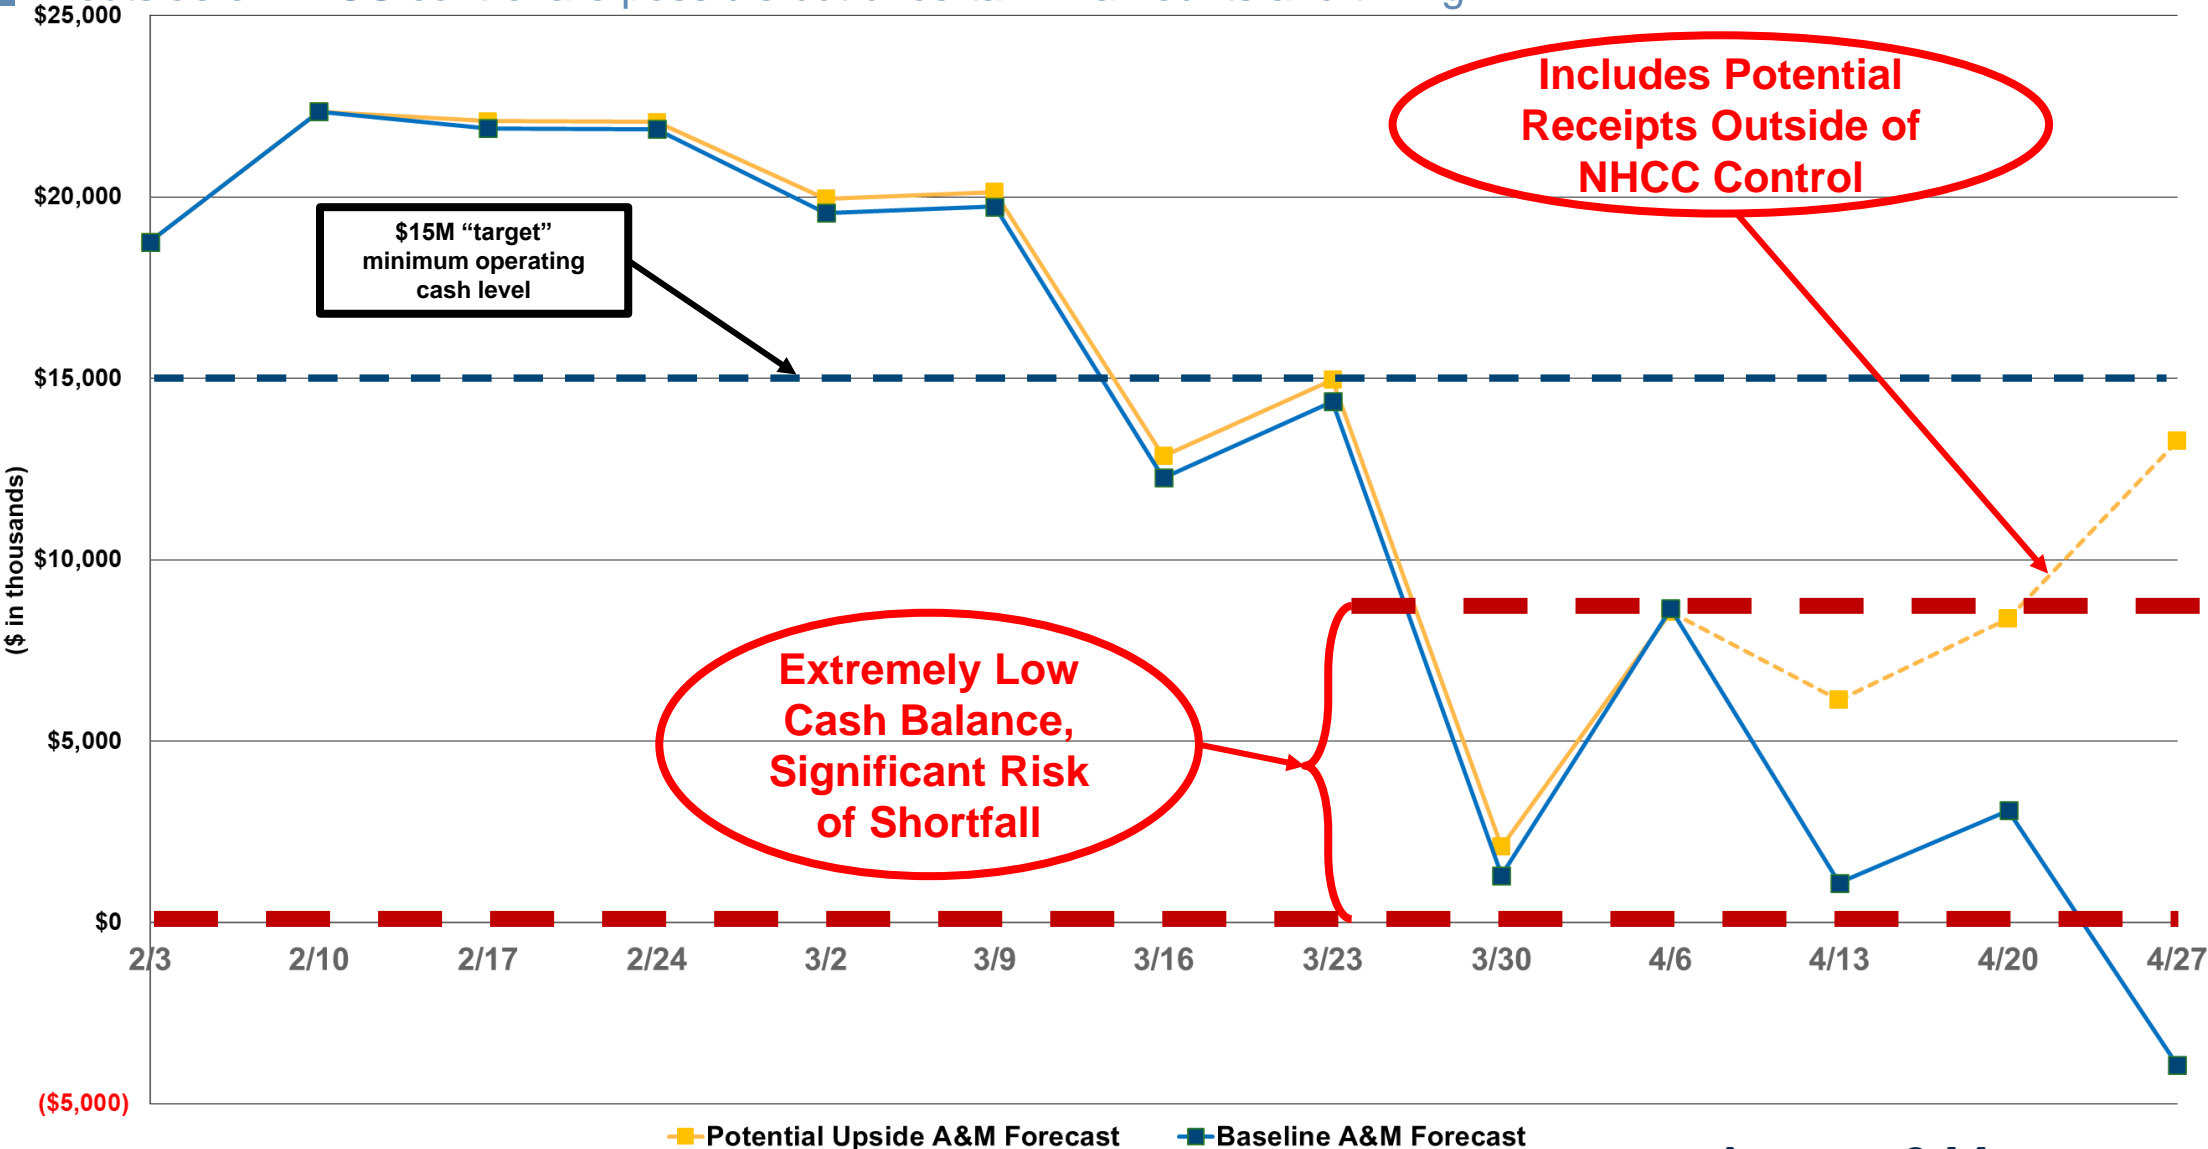 $25,000
Includes Potential
Receipts Outside of
NHCC Control
$20,000
$15M “target”
minimum operating
cash level
$15,000
($ in thousands)
$10,000
Extremely Low
Cash Balance,
Significant Risk
of Shortfall
$5,000
$0
2/3 2/10 2/17 2/24 3/2 3/9 3/16 3/23 3/30 4/6 4/13 4/20 4/27
($5,000)
Potential Upside A&M Forecast Baseline A&M Forecast